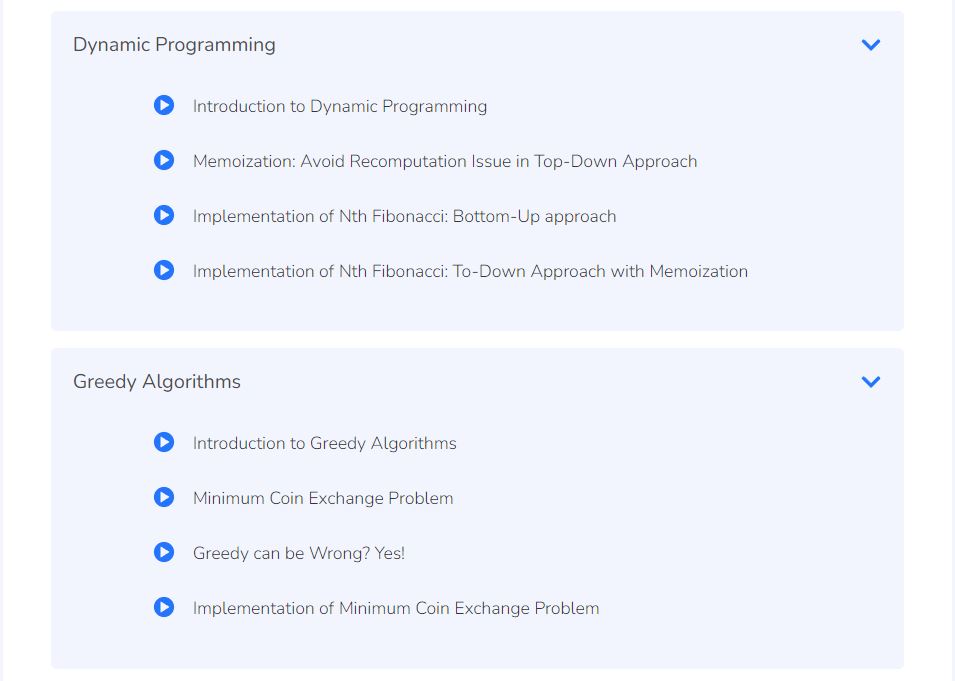 Dynamic Programming
Introduction to Dynamic Programming
Memoization: Avoid Recomputation Issue in Top-Down Approach
Implementation of Nth Fibonacci: Bottom-Up approach
Implementation of Nth Fibonacci: To-Down Approach with Memoization
Greedy Algorithms
Introduction to Greedy Algorithms
Minimum Coin Exchange Problem
Greedy can be Wrong? Yes!
Implementation of Minimum Coin Exchange Problem